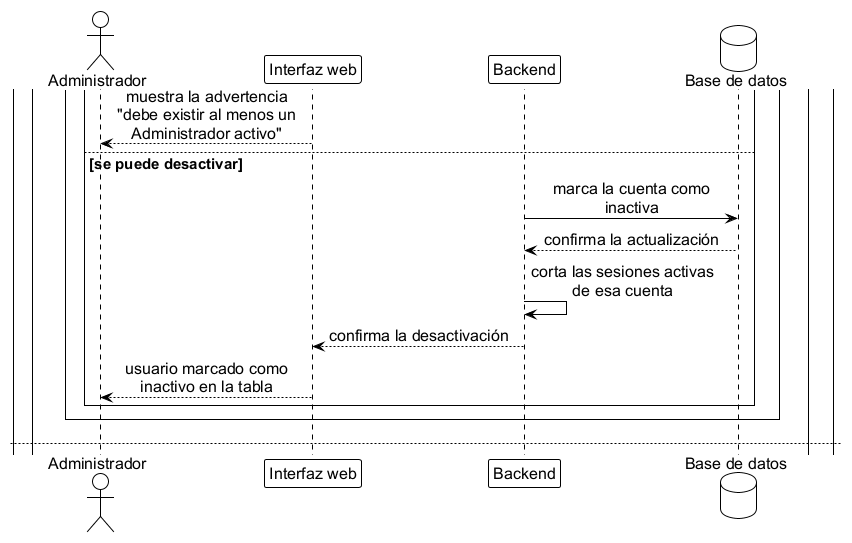 Administrador
Interfaz web
Backend
Base de datos
muestra la advertencia
"debe existir al menos un
Administrador activo"
[se puede desactivar]
marca la cuenta como
inactiva
confirma la actualización
corta las sesiones activas
de esa cuenta
confirma la desactivación
usuario marcado como
inactivo en la tabla
Administrador
Interfaz web
Backend
Base de datos